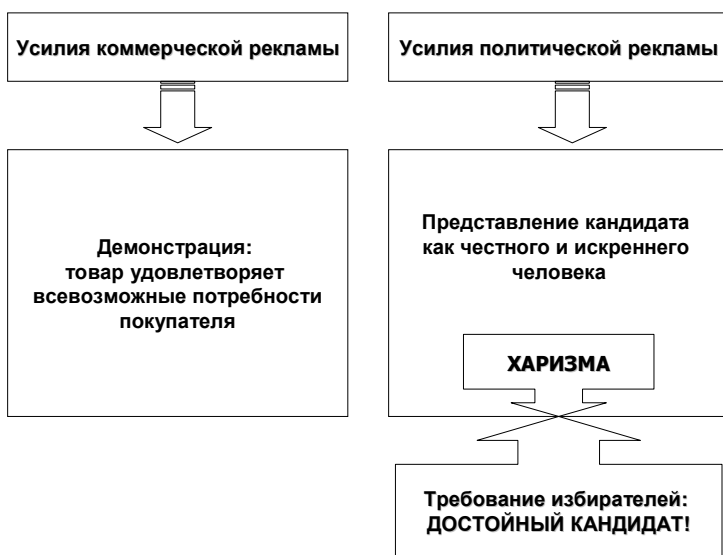 Усилия коммерческой рекламы
Усилия политической рекламы
Демонстрация:
товар удовлетворяет
всевозможные потребности
покупателя
Представление кандидата
как честного и искреннего
человека
ХАРИЗМА
Требование избирателей:
ДОСТОЙНЫЙ КАНДИДАТ!